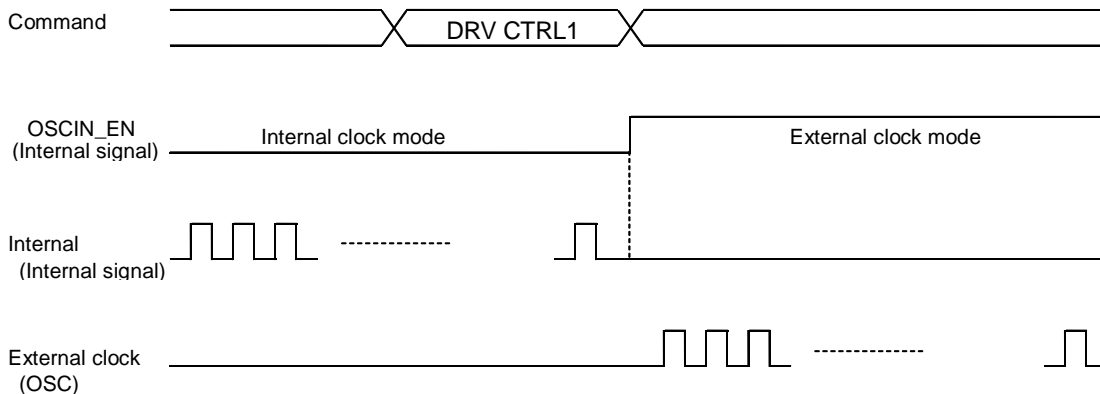 Command
DRV CTRL1
OSCIN_EN
(Internal signal)
Internal clock mode
External clock mode
Internal
(Internal signal)
External clock
(OSC)